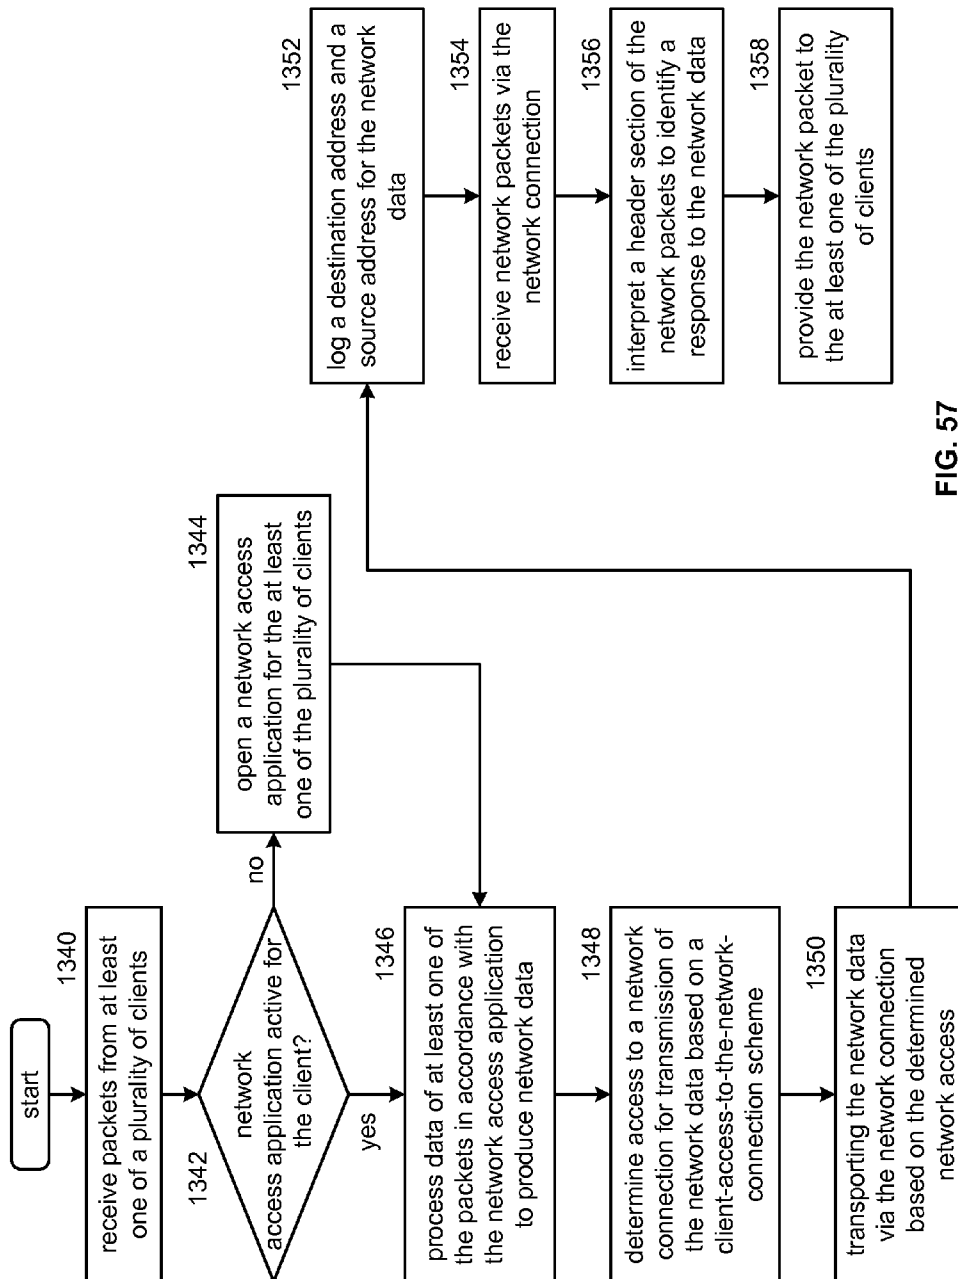 start
1340
receive packets from at least
one of a plurality of clients
1342
network
access application active for
the client?
no
yes
1344
open a network access
application for the at least
one of the plurality of clients
1346
process data of at least one of
the packets in accordance with
the network access application
to produce network data
1348
determine access to a network
connection for transmission of
the network data based on a
client-access-to-the-network-
connection scheme
1350
transporting the network data
via the network connection
based on the determined
network access
1352
log a destination address and a
source address for the network
data
1354
receive network packets via the
network connection
1356
interpret a header section of the
network packets to identify a
response to the network data
1358
provide the network packet to
the at least one of the plurality
of clients
FIG. 57